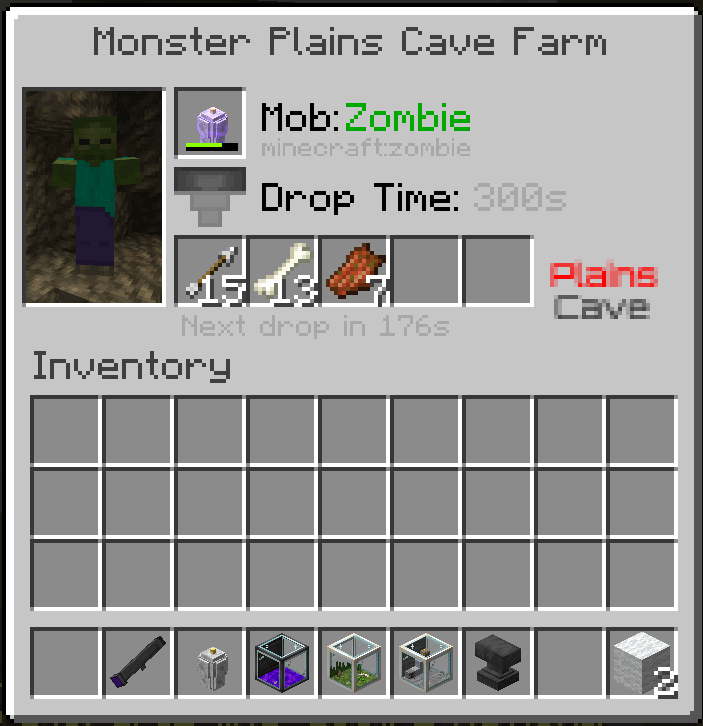 Monster Plains Cave Farm
Mob:Zombie
minecraft:zombie
Drop Time: 300s
15 13 7
Plains
Cave
Next drop in 176s
Inventory
2